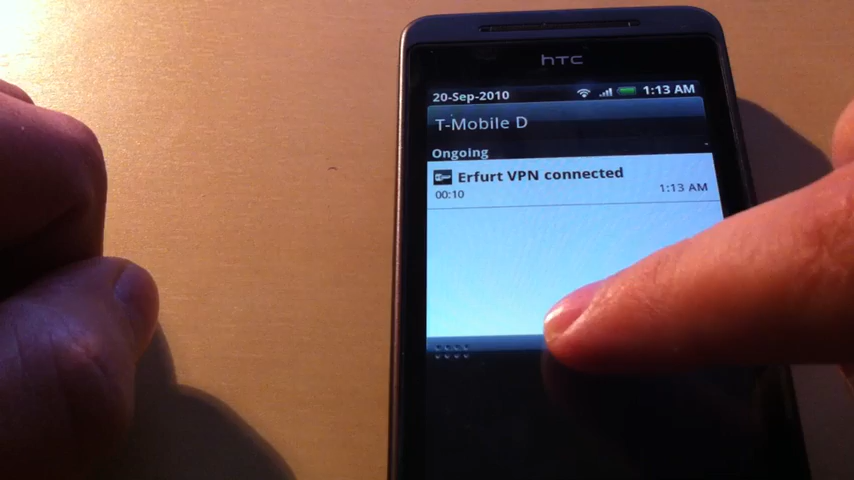 hTC
20-Sep-2010 1:13 AM
T-Mobile D
Ongoing
Erfurt VPN connected
00:10 1:13 AM